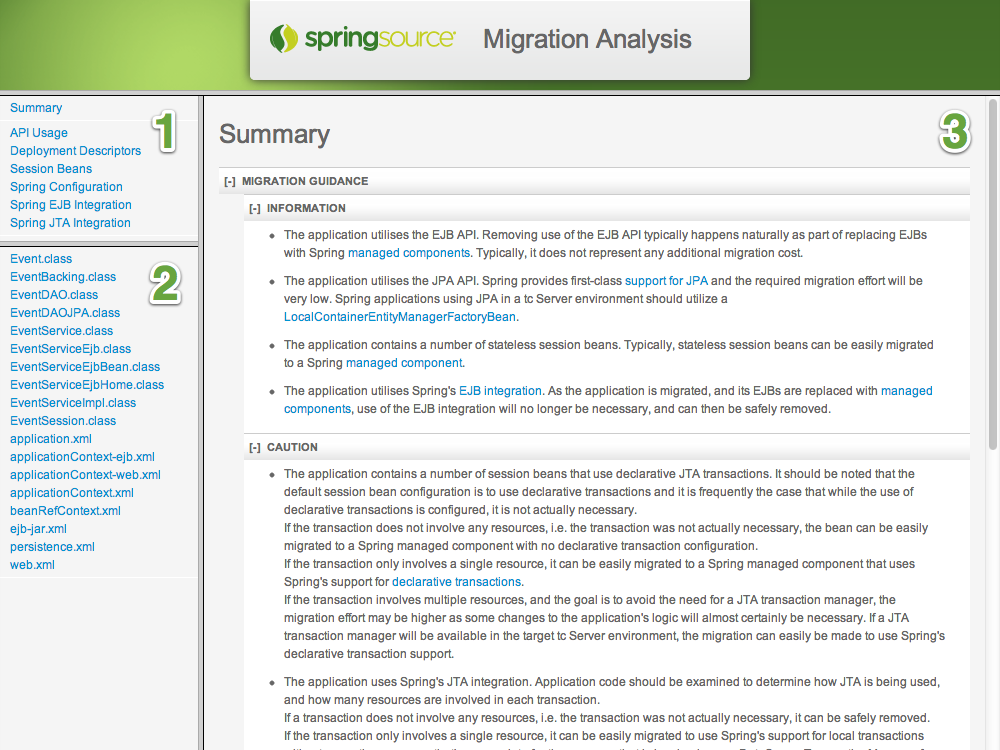 springsource Migration Analysis
Summary
API Usage
Deployment Descriptors
Session Beans
Spring Configuration
Spring EJB Integration
Spring JTA Integration
1
Event.class
EventBacking.class
EventDAO.class
EventDAOJPA.class
EventService.class
EventServiceEjb.class
EventServiceEjbBean.class
EventServiceEjbHome.class
EventServiceImpl.class
EventSession.class
application.xml
applicationContext-ejb.xml
applicationContext-web.xml
applicationContext.xml
beanRefContext.xml
ejb-jar.xml
persistence.xml
web.xml
2
Summary
3
[-] MIGRATION GUIDANCE
[-] INFORMATION
• The application utilises the EJB API. Removing use of the EJB API typically happens naturally as part of replacing EJBs
with Spring managed components. Typically, it does not represent any additional migration cost.
• The application utilises the JPA API. Spring provides first-class support for JPA and the required migration effort will be
very low. Spring applications using JPA in a tc Server environment should utilize a
LocalContainerEntityManagerFactoryBean.
• The application contains a number of stateless session beans. Typically, stateless session beans can be easily migrated
to a Spring managed component.
• The application utilises Spring's EJB integration. As the application is migrated, and its EJBs are replaced with managed
components, use of the EJB integration will no longer be necessary, and can then be safely removed.
[-] CAUTION
• The application contains a number of session beans that use declarative JTA transactions. It should be noted that the
default session bean configuration is to use declarative transactions and it is frequently the case that while the use of
declarative transactions is configured, it is not actually necessary.
If the transaction does not involve any resources, i.e. the transaction was not actually necessary, the bean can be easily
migrated to a Spring managed component with no declarative transaction configuration.
If the transaction only involves a single resource, it can be easily migrated to a Spring managed component that uses
Spring's support for declarative transactions.
If the transaction involves multiple resources, and the goal is to avoid the need for a JTA transaction manager, the
migration effort may be higher as some changes to the application's logic will almost certainly be necessary. If a JTA
transaction manager will be available in the target tc Server environment, the migration can easily be made to use Spring's
declarative transaction support.
• The application uses Spring's JTA integration. Application code should be examined to determine how JTA is being used,
and how many resources are involved in each transaction.
If a transaction does not involve any resources, i.e. the transaction was not actually necessary, it can be safely removed.
If the transaction only involves a single resource, it can be easily migrated to use Spring's support for local transactions